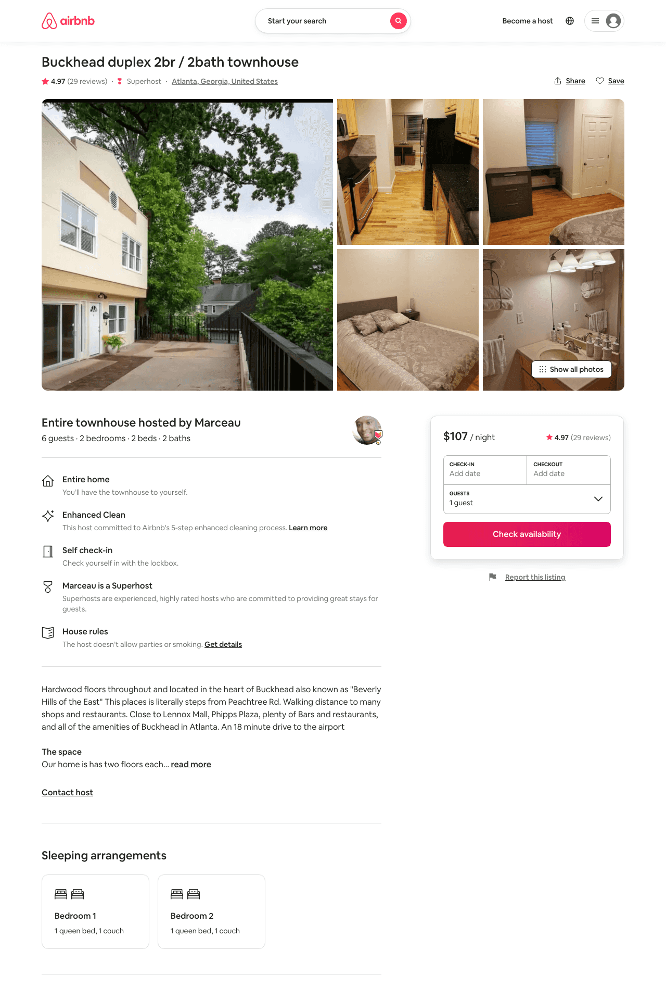 airbnb
Start your search
Become a host
Buckhead duplex 2br / 2bath townhouse
4.97 (29 reviews) · Superhost · Atlanta, Georgia, United States
Share
Save
Show all photos
Entire townhouse hosted by Marceau
6 guests · 2 bedrooms · 2 beds · 2 baths
Entire home
You’ll have the townhouse to yourself.
Enhanced Clean
This host committed to Airbnb's 5-step enhanced cleaning process. Learn more
Self check-in
Check yourself in with the lockbox.
Marceau is a Superhost
Superhosts are experienced, highly rated hosts who are committed to providing great stays for
guests.
House rules
The host doesn’t allow parties or smoking. Get details
$107 / night
4.97 (29 reviews)
CHECK-IN
Add date
CHECKOUT
Add date
GUESTS
1 guest
Check availability
Report this listing
Hardwood floors throughout and located in the heart of Buckhead also known as "Beverly
Hills of the East" This places is literally steps from Peachtree Rd. Walking distance to many
shops and restaurants. Close to Lennox Mall, Phipps Plaza, plenty of Bars and restaurants,
and all of the amenities of Buckhead in Atlanta. An 18 minute drive to the airport
The space
Our home is has two floors each... read more
Contact host
Sleeping arrangements
Bedroom 1
1 queen bed, 1 couch
Bedroom 2
1 queen bed, 1 couch